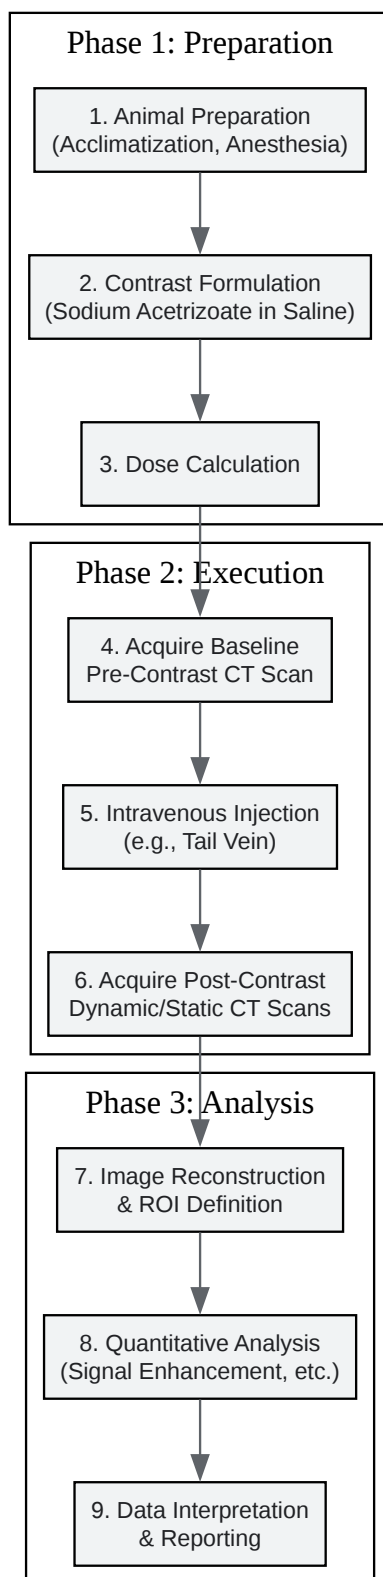 Phase 1: Preparation
1. Animal Preparation
(Acclimatization, Anesthesia)
2. Contrast Formulation
(Sodium Acetrizoate in Saline)
3. Dose Calculation
Phase 2: Execution
4. Acquire Baseline
Pre-Contrast CT Scan
5. Intravenous Injection
(e.g., Tail Vein)
6. Acquire Post-Contrast
Dynamic/Static CT Scans
Phase 3: Analysis
7. Image Reconstruction
& ROI Definition
8. Quantitative Analysis
(Signal Enhancement, etc.)
9. Data Interpretation
& Reporting